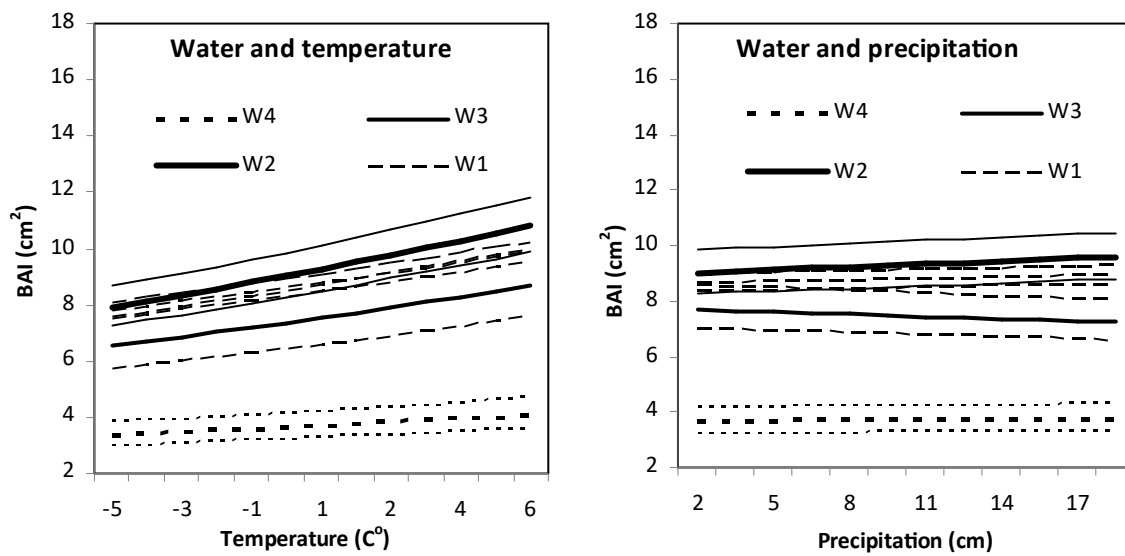 Water and temperature
18
16
14
12
10
8
6
4
2
BAI (cm²)
W4
W3
W2
W1
-5
-3
-1
1
2
4
6
Temperature (C⁰)
Water and precipitation
18
16
14
12
10
8
6
4
2
BAI (cm²)
W4
W3
W2
W1
2
5
8
11
14
17
Precipitation (cm)